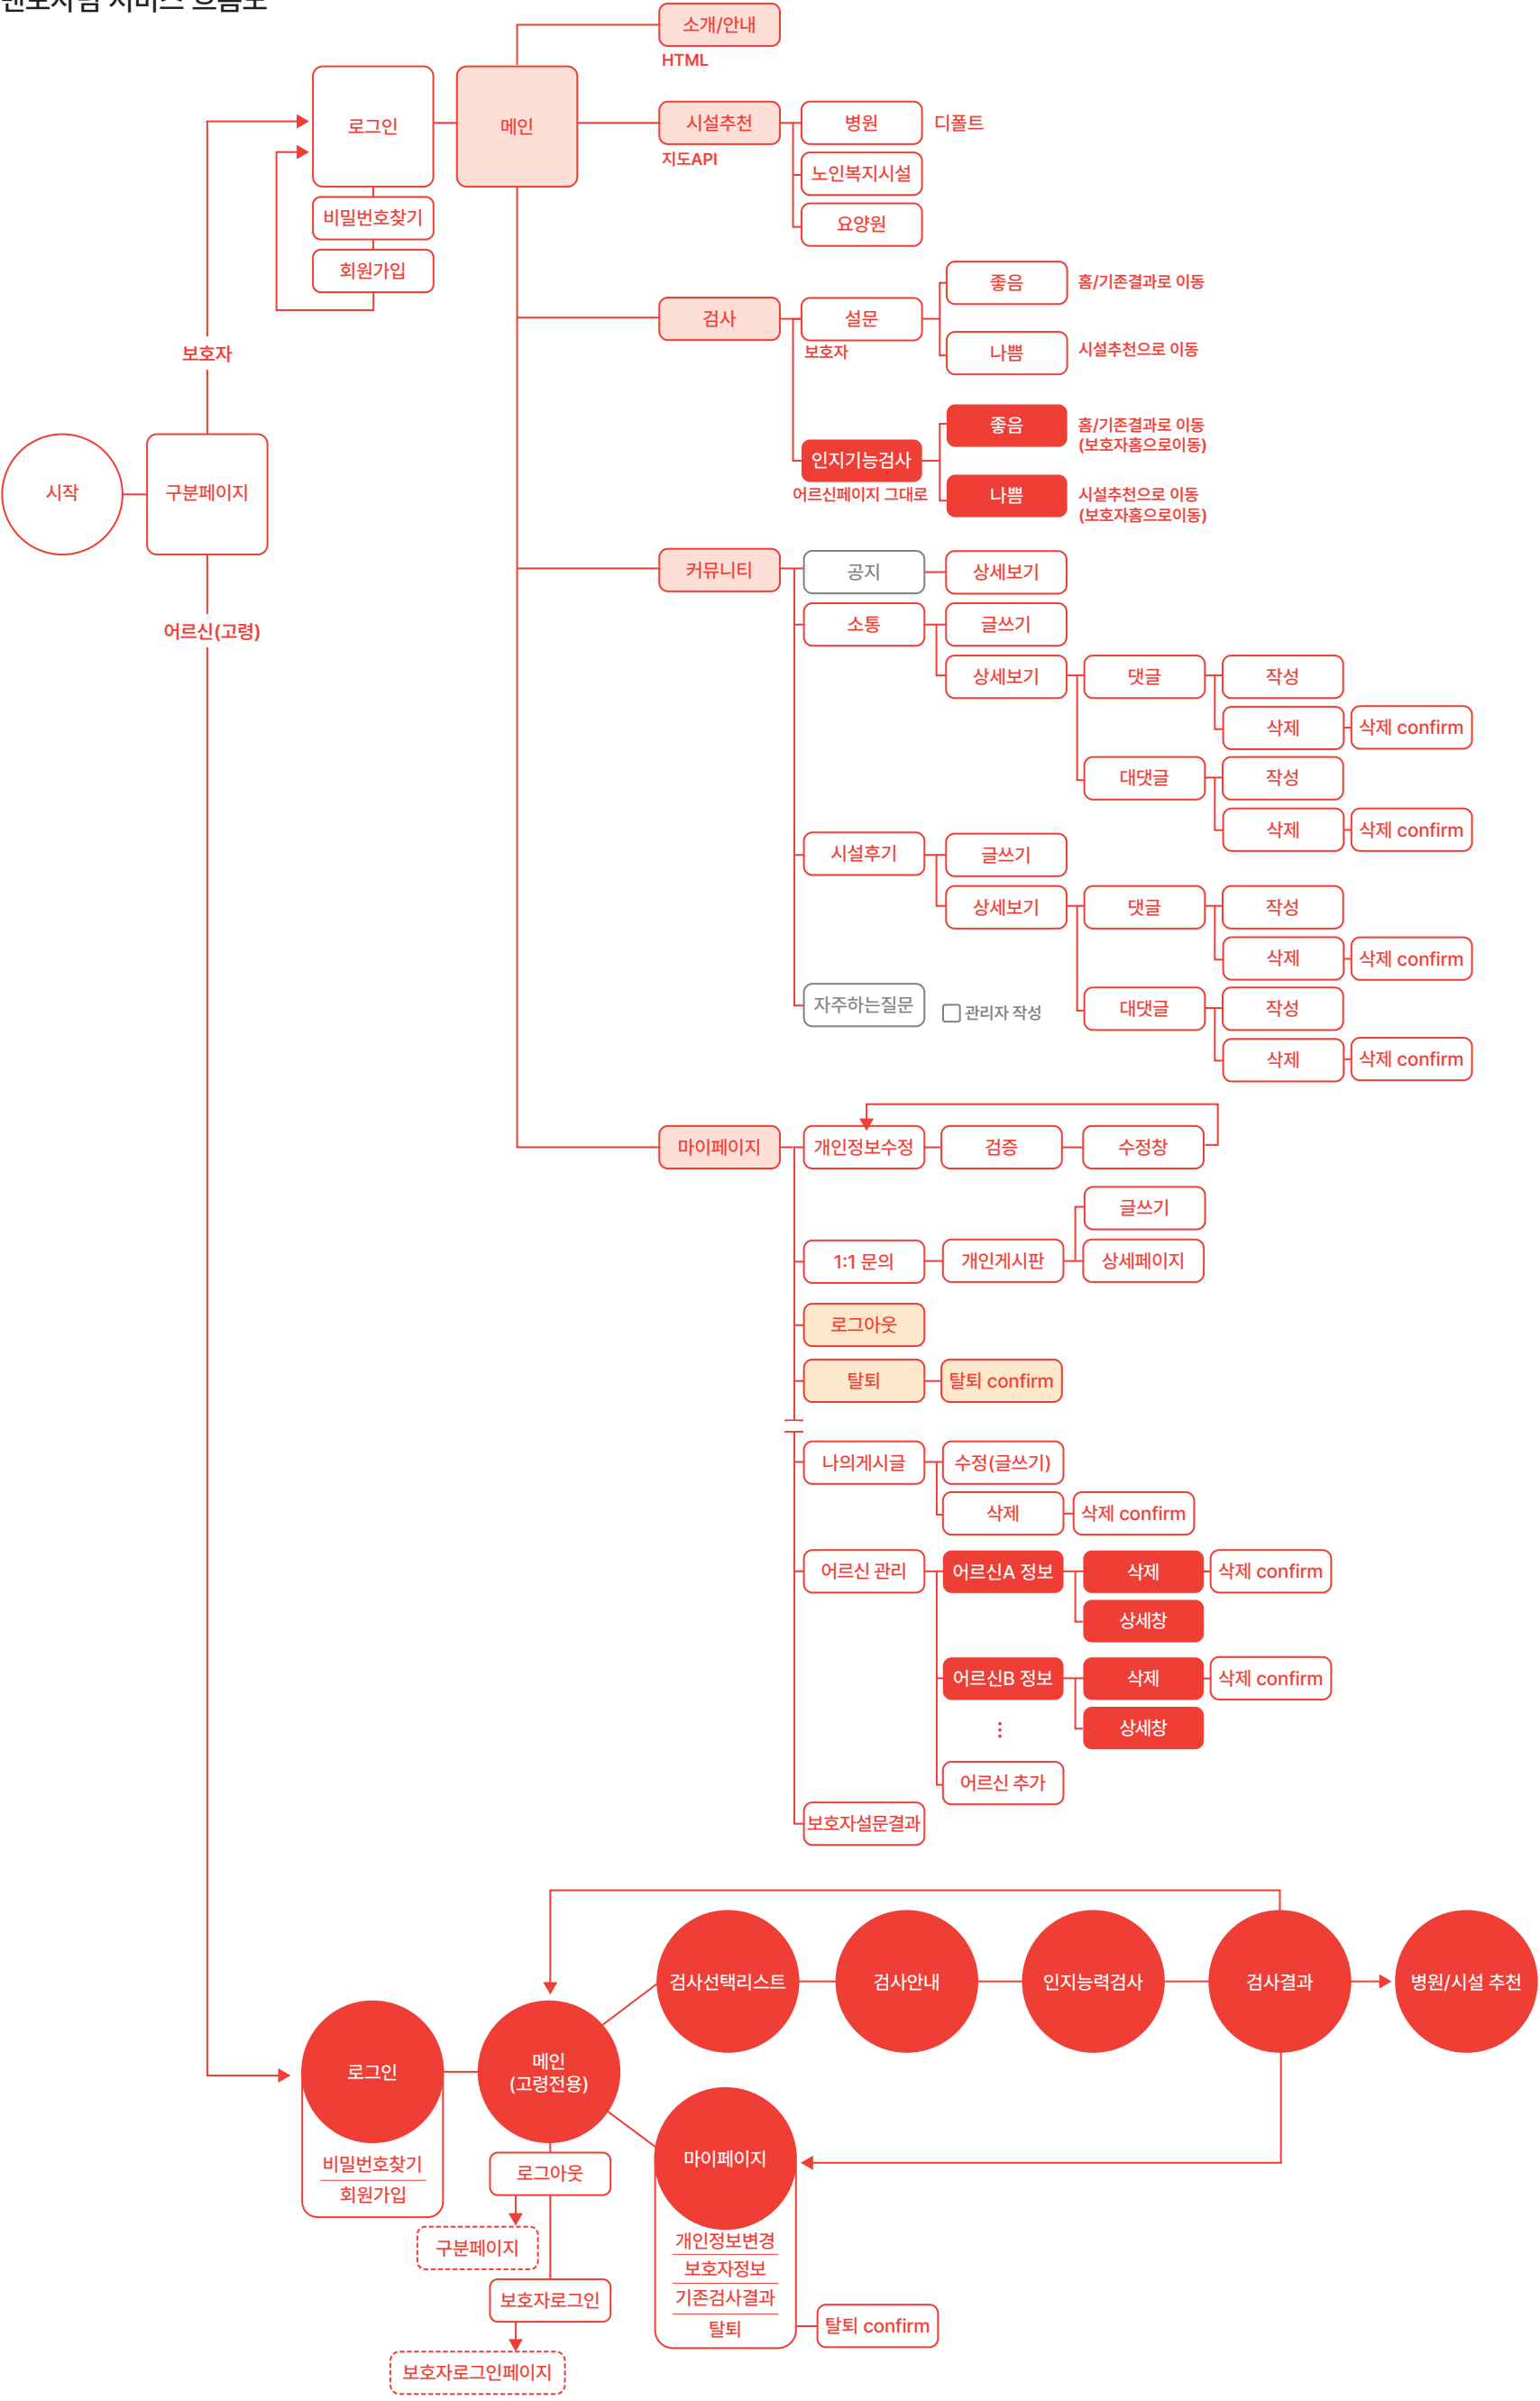 서비스 흐름도
소개/안내
HTML
로그인
메인
시설추천
지도API
병원
디폴트
노인복지시설
요양원
비밀번호찾기
회원가입
검사
설문
보호자
좋음
홈/기존결과로 이동
나쁨
시설추천으로 이동
인지기능검사
어르신페이지 그대로
좋음
홈/기존결과로 이동
(보호자홈으로이동)
나쁨
시설추천으로 이동
(보호자홈으로이동)
보호자
시작
구분페이지
어르신(고령)
커뮤니티
공지
상세보기
소통
글쓰기
상세보기
댓글
작성
삭제
삭제 confirm
대댓글
작성
삭제
삭제 confirm
시설후기
글쓰기
상세보기
댓글
작성
삭제
삭제 confirm
대댓글
작성
삭제
삭제 confirm
자주하는질문
관리자 작성
마이페이지
개인정보수정
검증
수정창
글쓰기
1:1 문의
개인게시판
상세페이지
로그아웃
탈퇴
탈퇴 confirm
나의게시글
수정(글쓰기)
삭제
삭제 confirm
어르신 관리
어르신A 정보
삭제
삭제 confirm
상세창
어르신B 정보
삭제
삭제 confirm
상세창
어르신 추가
보호자설문결과
검사선택리스트
검사안내
인지능력검사
검사결과
병원/시설 추천
로그인
비밀번호찾기
회원가입
메인
(고령전용)
로그아웃
구분페이지
보호자로그인
보호자로그인페이지
마이페이지
개인정보변경
보호자정보
기존검사결과
탈퇴
탈퇴 confirm